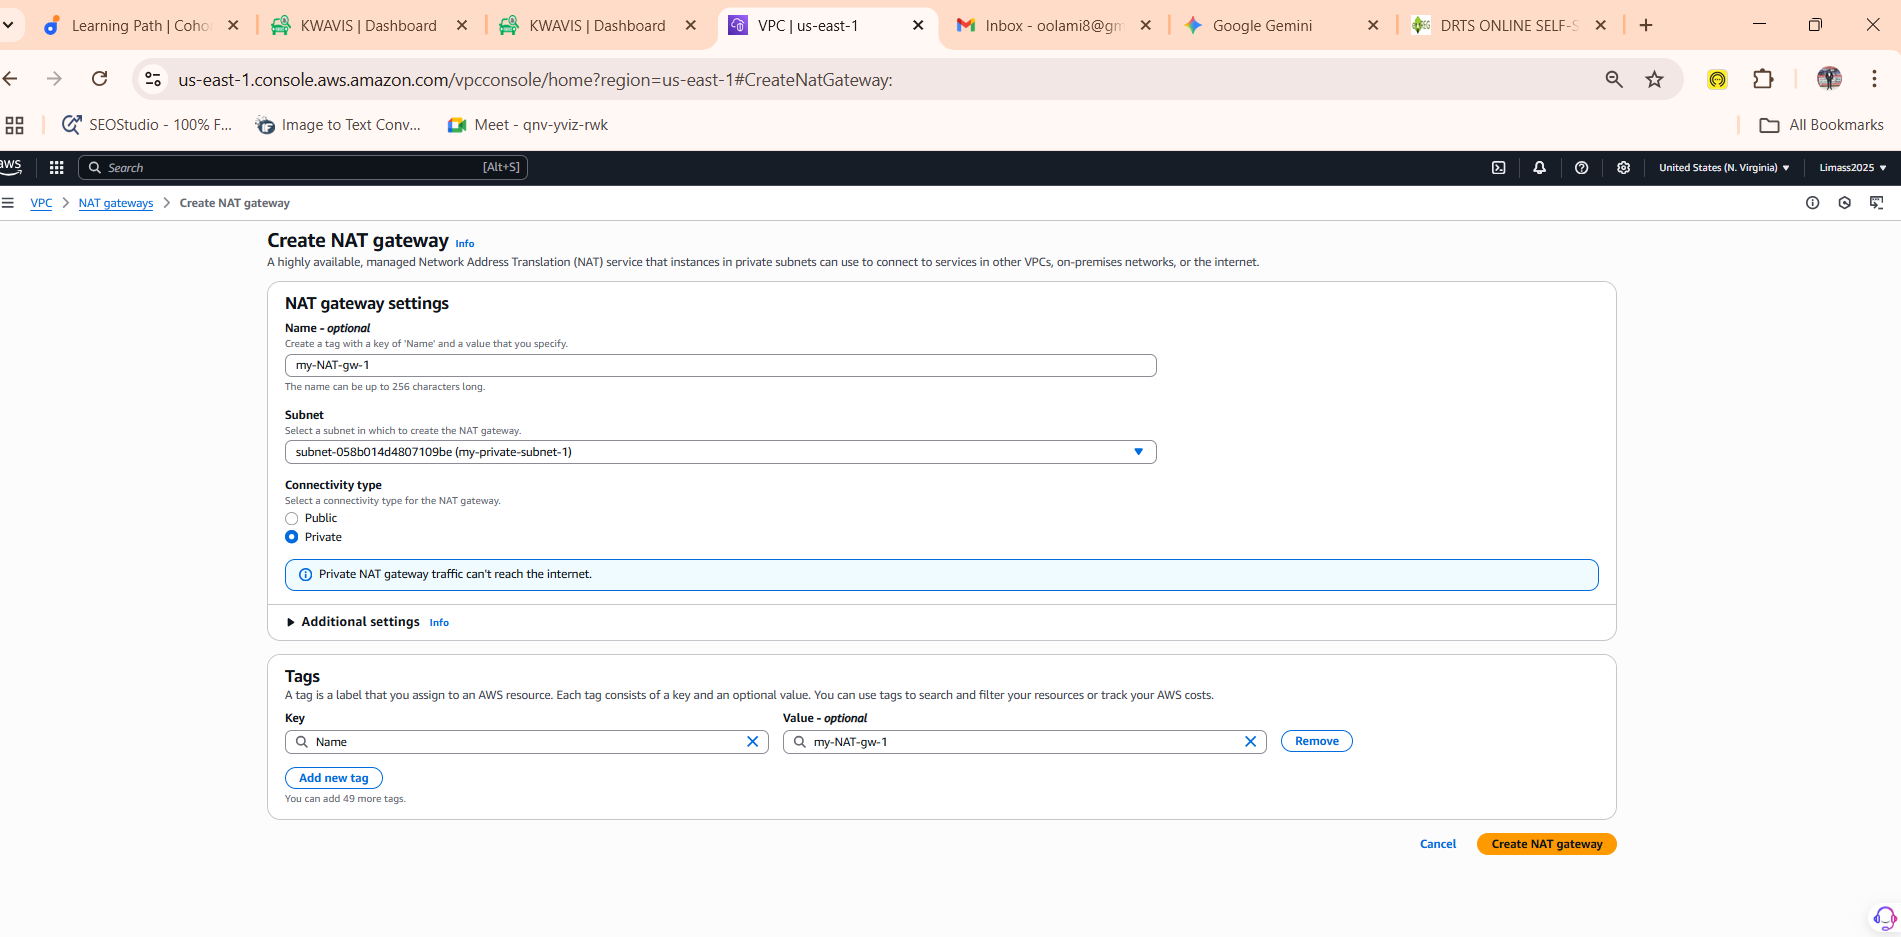 Learning Path | Coho
KWAVIS | Dashboard
KWAVIS | Dashboard
VPC | us-east-1
Inbox - oolami8@gm
Google Gemini
DRTS ONLINE SELF-S
us-east-1.console.aws.amazon.com/vpcconsole/home?region=us-east-1#CreateNatGateway:
SEOStudio - 100% F...
Image to Text Conv...
Meet - qnv-yviz-rwk
All Bookmarks
aws
Search
[Alt+S]
United States (N. Virginia)
Limass2025
VPC
NAT gateways
Create NAT gateway
Create NAT gateway Info
A highly available, managed Network Address Translation (NAT) service that instances in private subnets can use to connect to services in other VPCs, on-premises networks, or the internet.
NAT gateway settings
Name - optional
Create a tag with a key of 'Name' and a value that you specify.
my-NAT-gw-1
The name can be up to 256 characters long.
Subnet
Select a subnet in which to create the NAT gateway.
subnet-058b014d4807109be (my-private-subnet-1)
Connectivity type
Select a connectivity type for the NAT gateway.
Public
Private
Private NAT gateway traffic can't reach the internet.
Additional settings Info
Tags
A tag is a label that you assign to an AWS resource. Each tag consists of a key and an optional value. You can use tags to search and filter your resources or track your AWS costs.
Key
Value - optional
Name
my-NAT-gw-1
Remove
Add new tag
You can add 49 more tags.
Cancel
Create NAT gateway